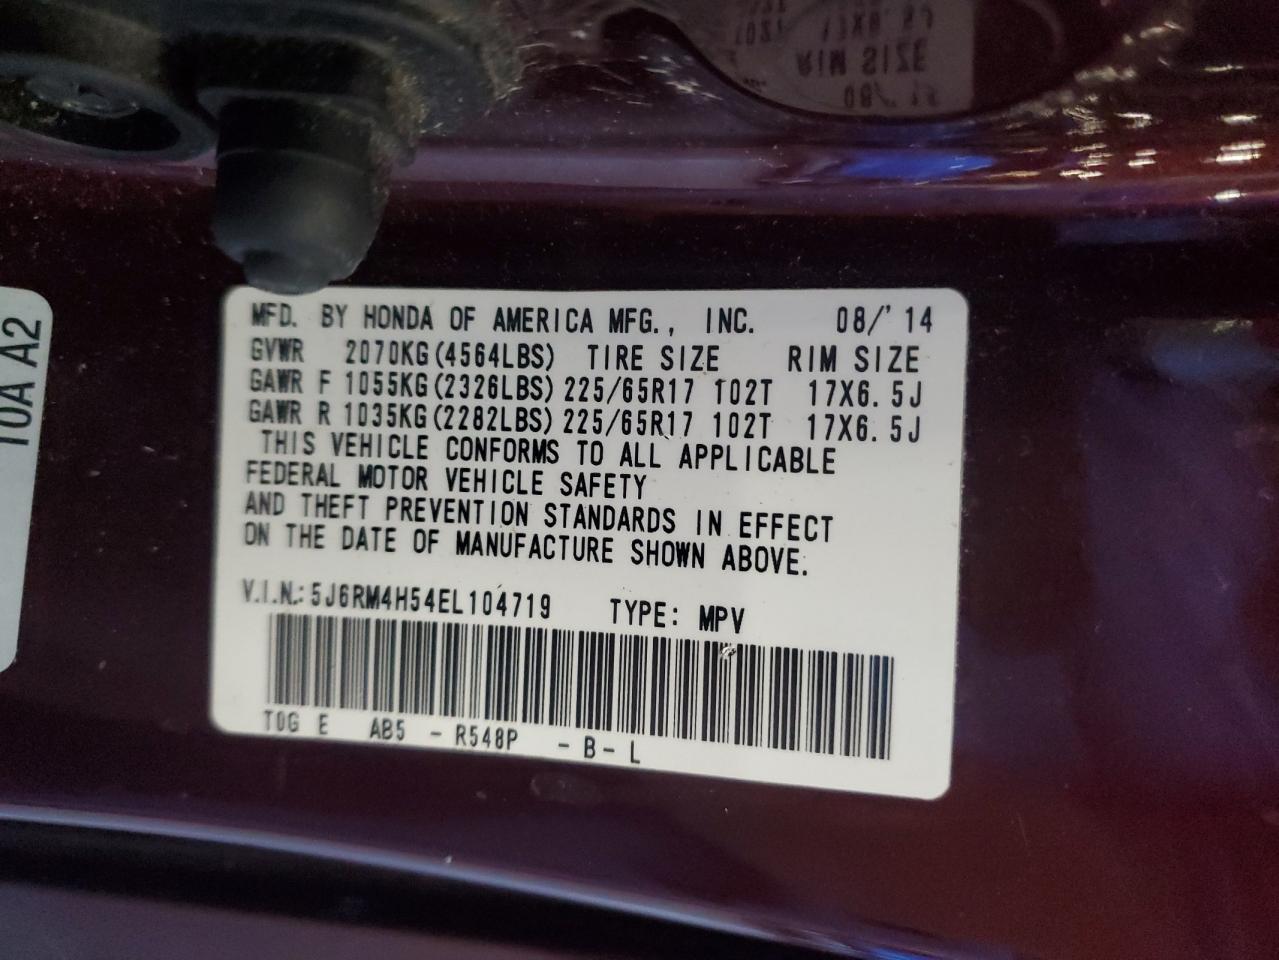 MFD. BY HONDA OF AMERICA MFG., INC. 08/'14
GVWR 2070KG(4564LBS) TIRE SIZE RIM SIZE
GAWR F 1055KG(2326LBS) 225/65R17 102T 17X6.5J
GAWR R 1035KG(2282LBS) 225/65R17 102T 17X6.5J
THIS VEHICLE CONFORMS TO ALL APPLICABLE
FEDERAL MOTOR VEHICLE SAFETY
AND THEFT PREVENTION STANDARDS IN EFFECT
ON THE DATE OF MANUFACTURE SHOWN ABOVE.
V.I.N.: 5J6RM4H54EL104719 TYPE: MPV
T0G E AB5 - R548P - B - L
10A A2
RIM SIZE